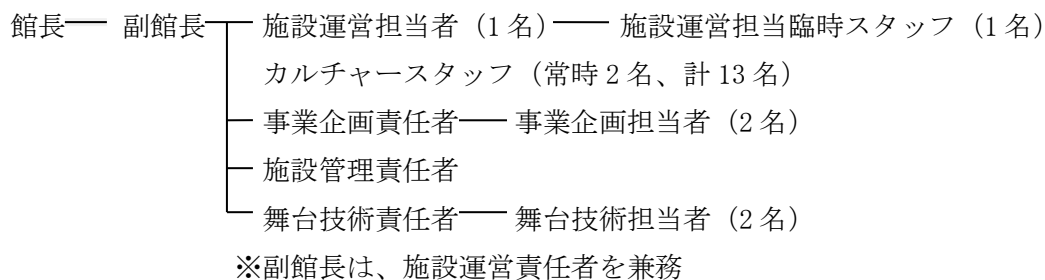 館長 副館長 施設運営担当者（1名） 施設運営担当臨時スタッフ（1名）
カルチャースタッフ（常時2名、計13名）
事業企画責任者 事業企画担当者（2名）
施設管理責任者
舞台技術責任者 舞台技術担当者（2名）
※副館長は、施設運営責任者を兼務